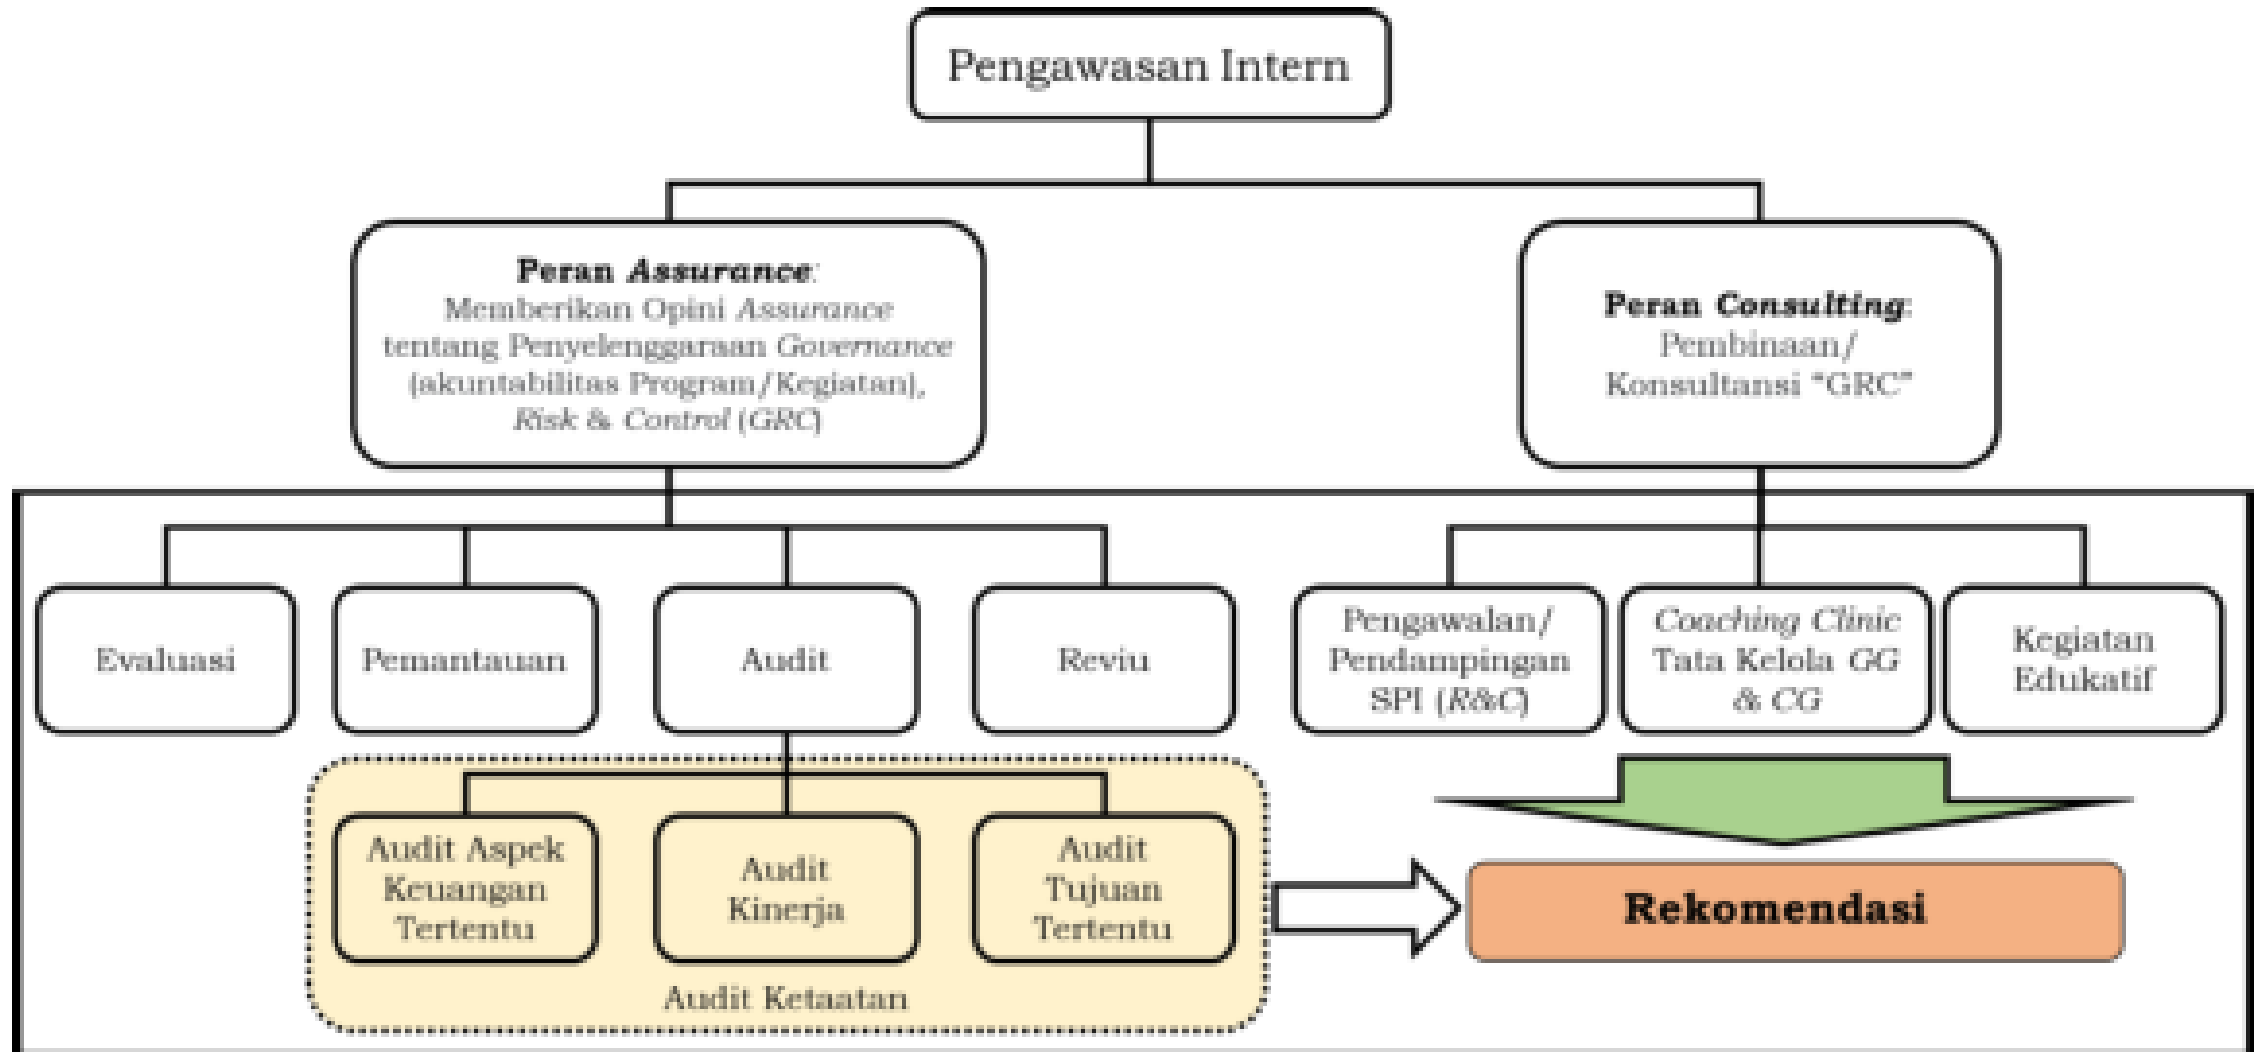 Pengawasan Intern
Peran Assurance:
Memberikan Opini Assurance
tentang Penyelenggaraan Governance
(akuntabilitas Program/Kegiatan),
Risk & Control (GRC)
Peran Consulting:
Pembinaan/
Konsultansi “GRC”
Evaluasi
Pemantauan
Audit
Reviu
Pengawalan/
Pendampingan
SPI (R&C)
Coaching Clinic
Tata Kelola GG
& CG
Kegiatan
Edukatif
Audit Aspek
Keuangan
Tertentu
Audit
Kinerja
Audit
Tujuan
Tertentu
Audit Ketaatan
Rekomendasi